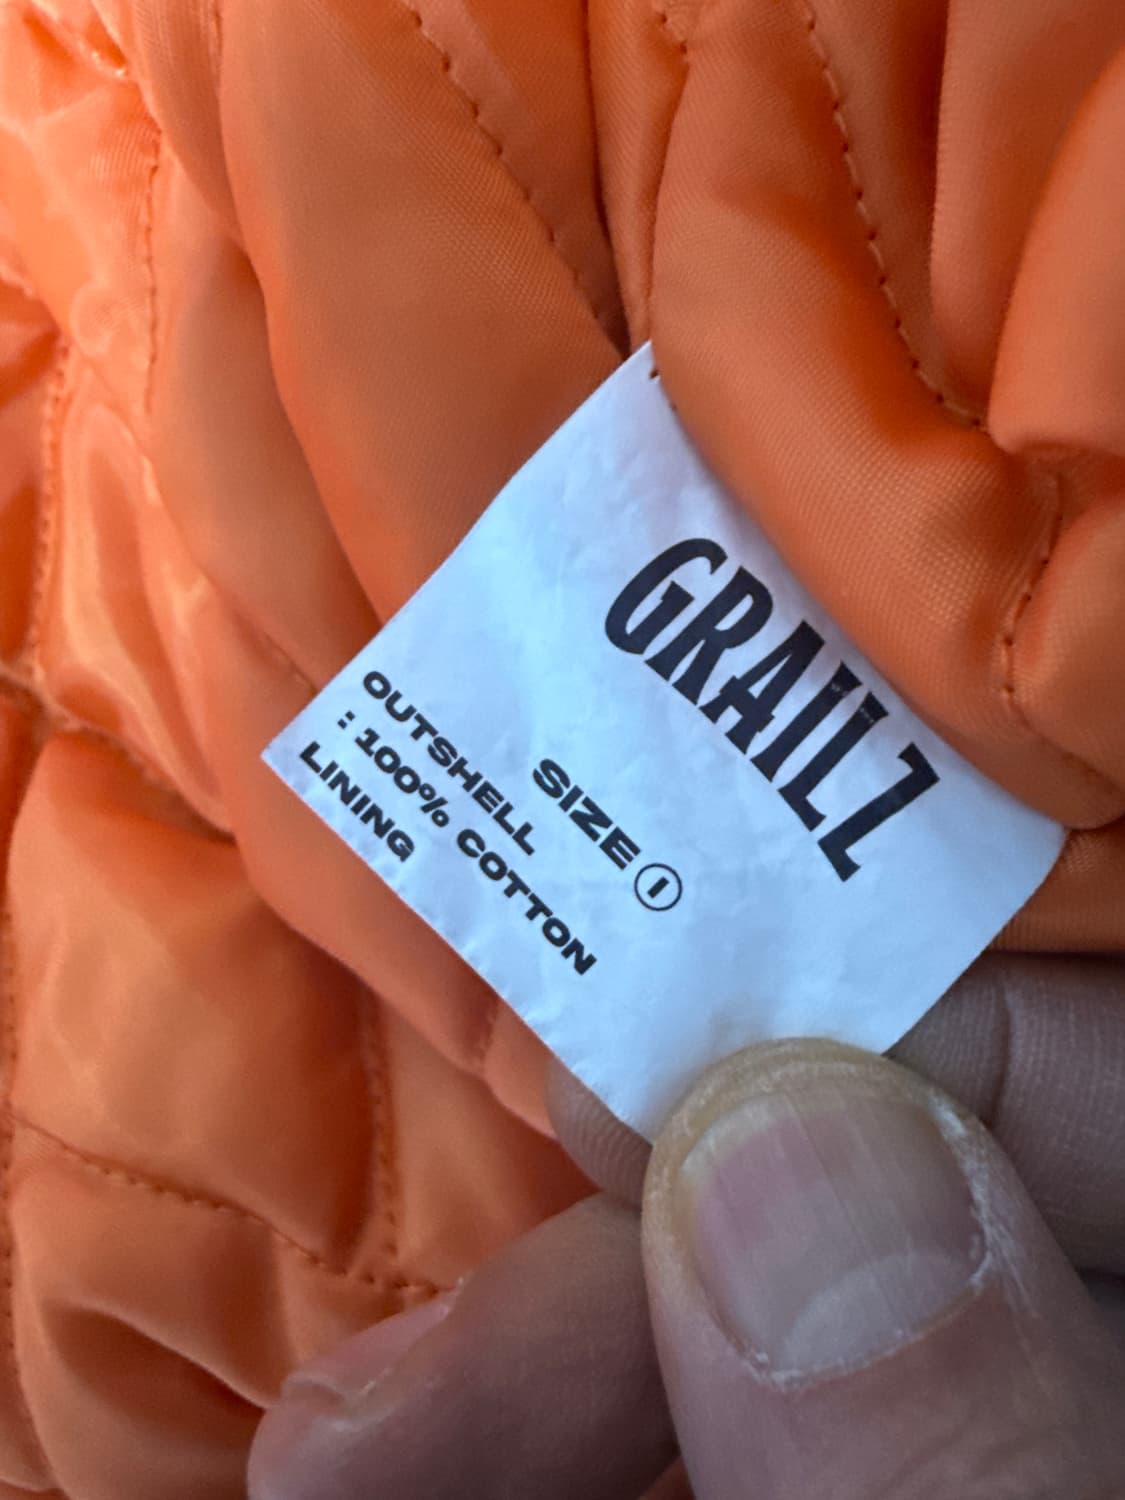 GRAILZ
SIZE I
OUTSHELL
: 100% COTTON
LINING